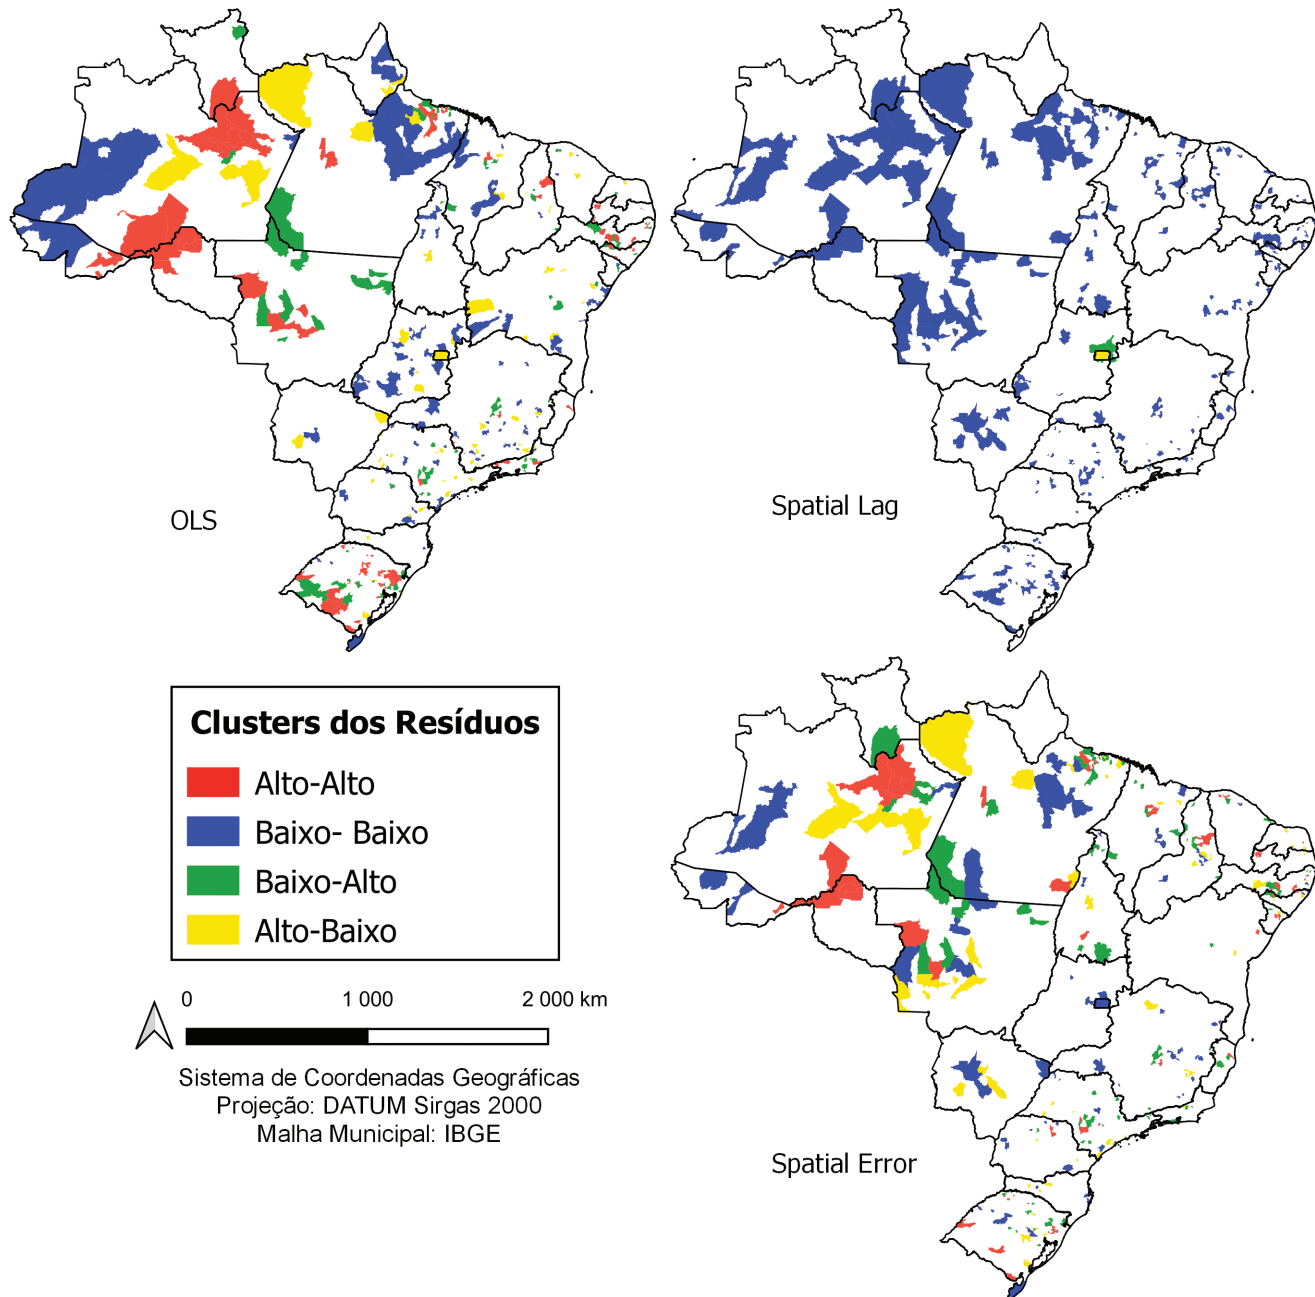 OLS
Spatial Lag
Clusters dos Resíduos
Alto-Alto
Baixo- Baixo
Baixo-Alto
Alto-Baixo
0 1 000 2 000 km
Sistema de Coordenadas Geográficas
Projeção: DATUM Sirgas 2000
Malha Municipal: IBGE
Spatial Error